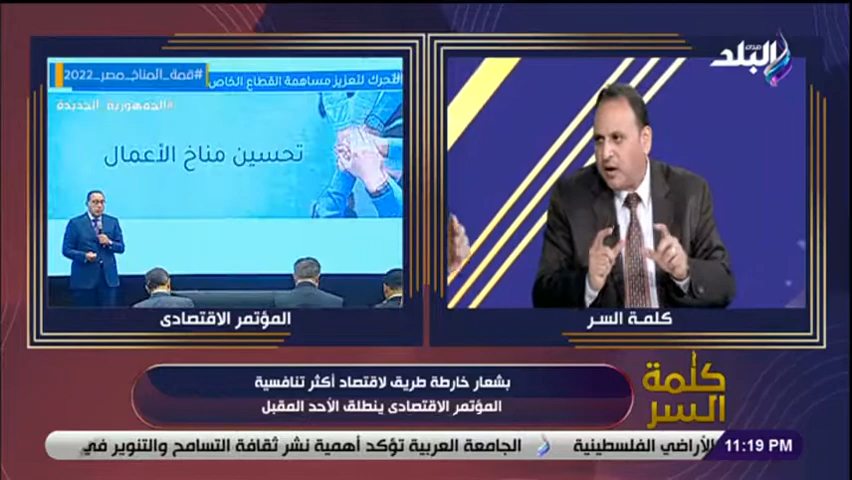 صدى
البلد
#قمة_المناخ_مصر_2022
التحرك لتعزيز مساهمة القطاع الخاص
#الجمهورية الجديدة
تحسين مناخ الأعمال
المؤتمر الاقتصادى
كلمة السر
كلمة
السر
بشعار خارطة طريق لاقتصاد أكثر تنافسية
المؤتمر الاقتصادى ينطلق الأحد المقبل
11:19 PM
الأراضي الفلسطينية الجامعة العربية تؤكد أهمية نشر ثقافة التسامح والتنوير في